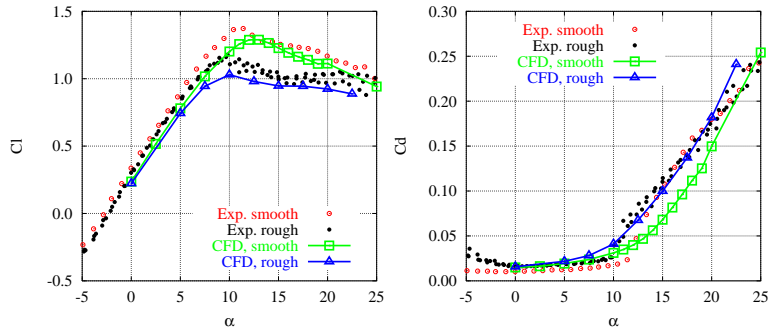 1.5
1.0
0.5
0.0
-0.5
-5
0
5
10
15
20
25
Cl
α
Exp. smooth
Exp. rough
CFD, smooth
CFD, rough
0.30
0.25
0.20
0.15
0.10
0.05
0.00
-5
0
5
10
15
20
25
Cd
α
Exp. smooth
Exp. rough
CFD, smooth
CFD, rough